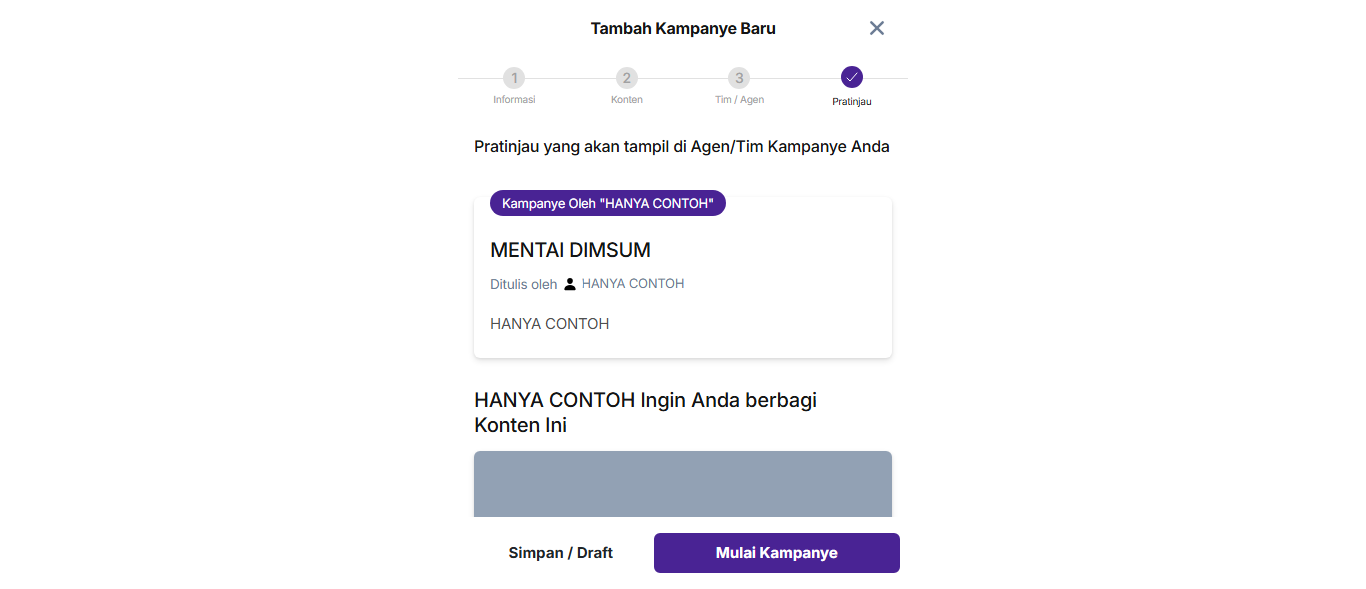 Tambah Kampanye Baru
1
2
3
Informasi
Konten
Tim / Agen
Pratinjau
Pratinjau yang akan tampil di Agen/Tim Kampanye Anda
Kampanye Oleh "HANYA CONTOH"
MENTAI DIMSUM
Ditulis oleh HANYA CONTOH
HANYA CONTOH
HANYA CONTOH Ingin Anda berbagi
Konten Ini
Simpan / Draft
Mulai Kampanye